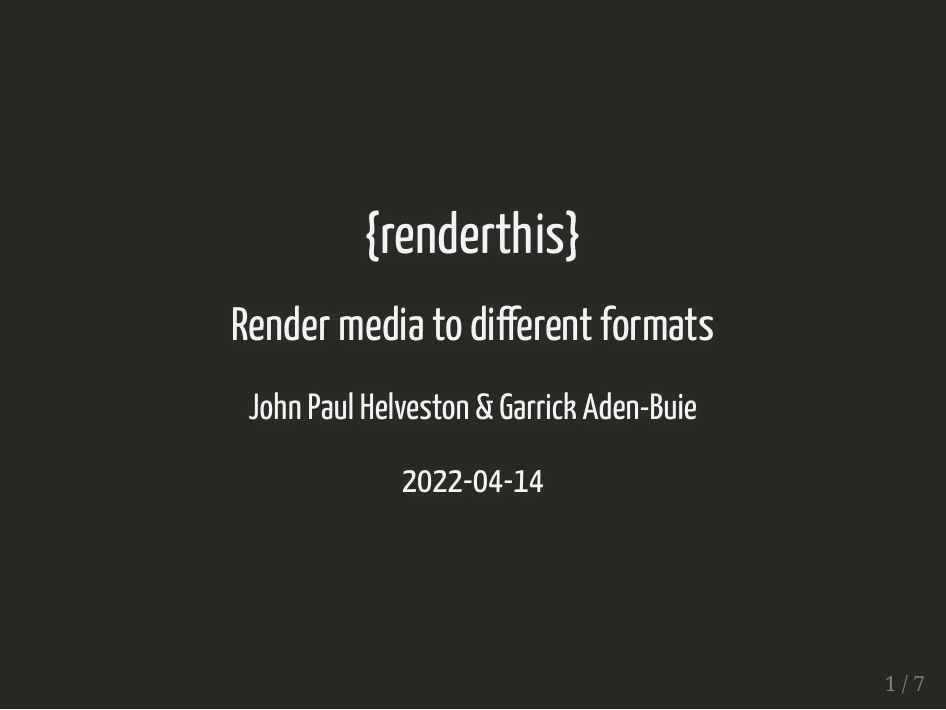 {renderthis}
Render media to different formats
John Paul Helveston & Garrick Aden-Buie
2022-04-14
1 / 7